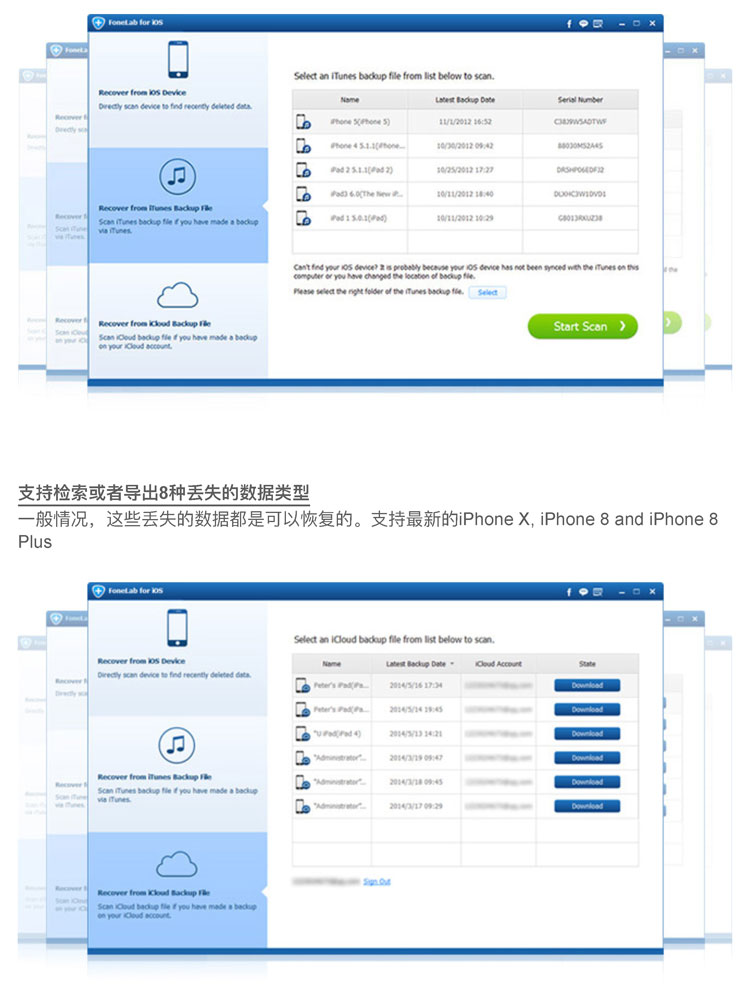 FoneLab for iOS
Recover from iOS Device
Directly scan device to find recently deleted data.
Recover from iTunes Backup File
Scan iTunes backup file if you have made a backup
via iTunes.
Recover from iCloud Backup File
Scan iCloud backup file if you have made a backup
on your iCloud account.
Select an iTunes backup file from list below to scan.
Name Latest Backup Date Serial Number
iPhone 5(iPhone 5) 11/1/2012 16:52 C38J9W5ADTWF
iPhone 4 5.1.1(iPhone... 10/30/2012 09:42 88030MS2A4S
iPad 2 5.1.1(iPad 2) 10/25/2012 17:27 DR5HP06EDFJ2
iPad3 6.0(The New iP... 10/11/2012 18:40 DLXHC3W1DVD1
iPad 1 5.0.1(iPad) 10/11/2012 10:29 G8013RXUZ38
Can't find your iOS device? It is probably because your iOS device has not been synced with the iTunes on this
computer or you have changed the location of backup file.
Please select the right folder of the iTunes backup file. Select
Start Scan
支持检索或者导出8种丢失的数据类型
一般情况，这些丢失的数据都是可以恢复的。支持最新的iPhone X, iPhone 8 and iPhone 8
Plus
FoneLab for iOS
Recover from iOS Device
Directly scan device to find recently deleted data.
Recover from iTunes Backup File
Scan iTunes backup file if you have made a backup
via iTunes.
Recover from iCloud Backup File
Scan iCloud backup file if you have made a backup
on your iCloud account.
Select an iCloud backup file from list below to scan.
Name Latest Backup Date iCloud Account State
Peter's iPad(iPa... 2014/5/16 17:34 Download
Peter's iPad(iPa... 2014/5/14 19:45 Download
"U iPad(iPad 4) 2014/5/13 14:21 Download
"Administrator"... 2014/3/19 09:47 Download
"Administrator"... 2014/3/18 09:45 Download
"Administrator"... 2014/3/17 09:29 Download
Sign Out